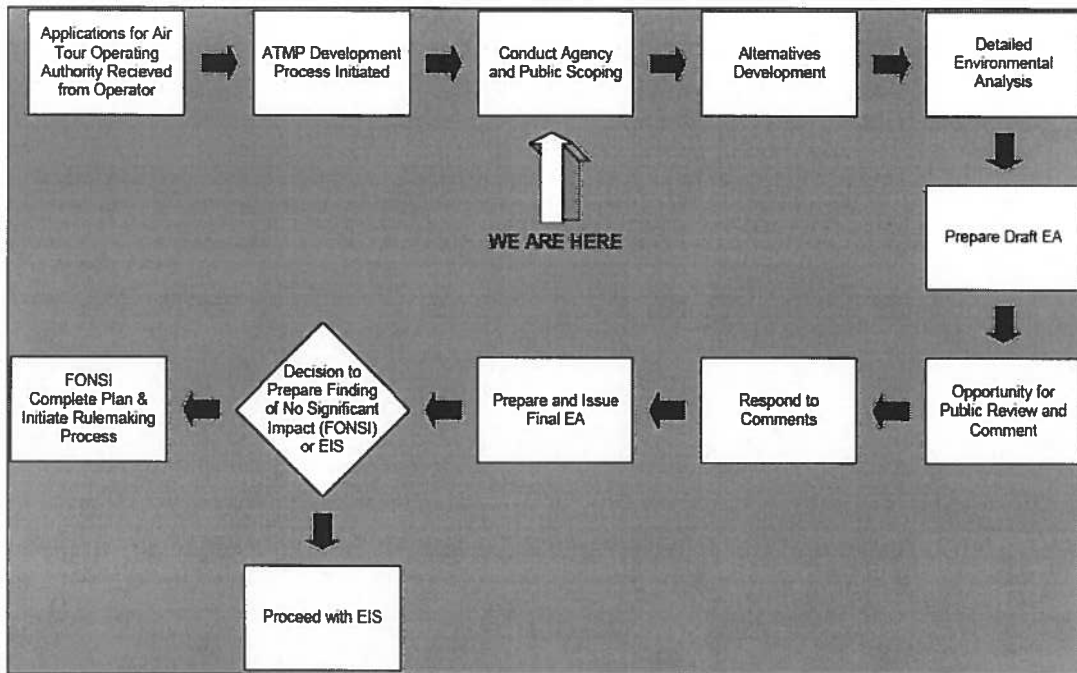 Applications for Air
Tour Operating
Authority Recieved
from Operator
ATMP Development
Process Initiated
Conduct Agency
and Public Scoping
Alternatives
Development
Detailed
Environmental
Analysis
WE ARE HERE
Prepare Draft EA
Opportunity for
Public Review and
Comment
Respond to
Comments
Prepare and Issue
Final EA
Decision to
Prepare Finding
of No Significant
Impact (FONSI)
or EIS
FONSI
Complete Plan &
Initiate Rulemaking
Process
Proceed with EIS